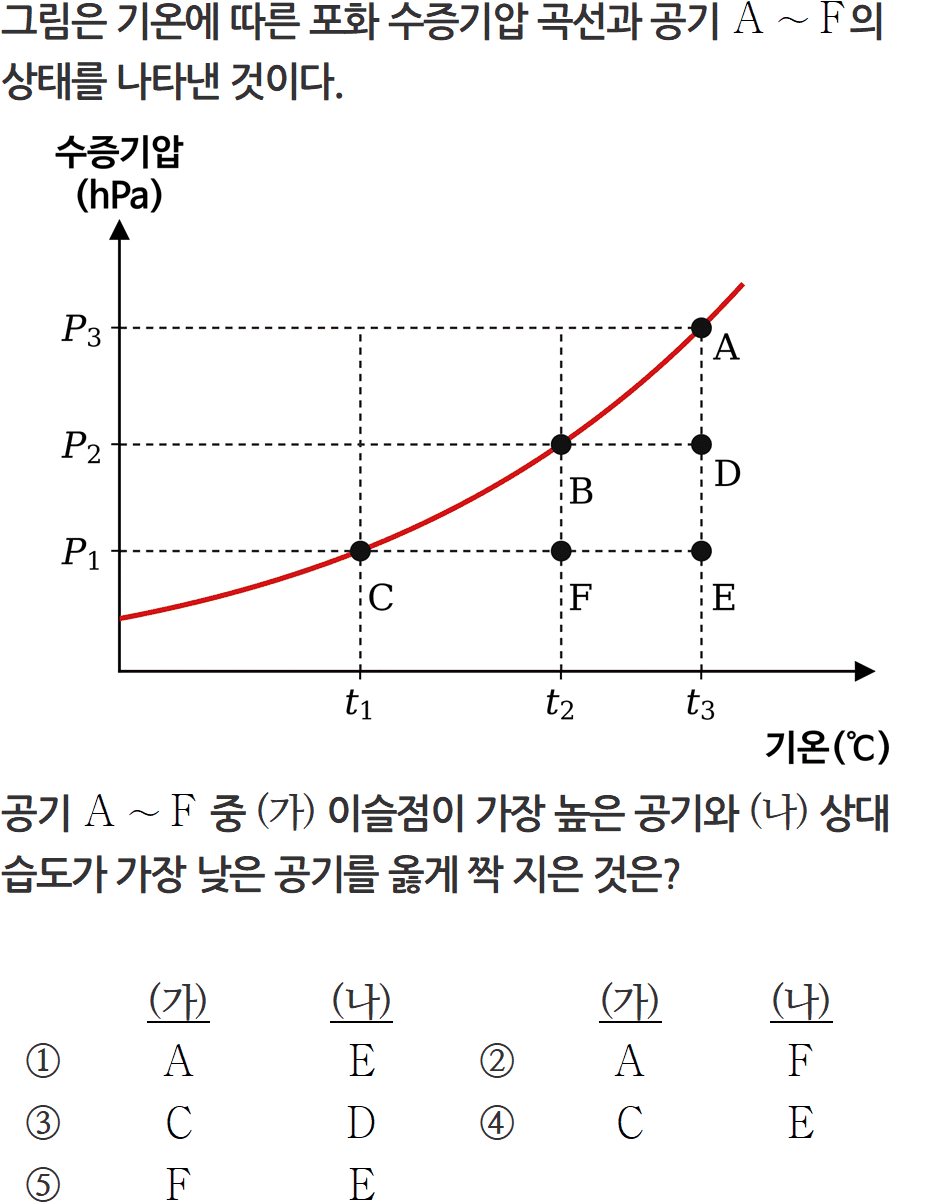 그림은 기온에 따른 포화 수증기압 곡선과 공기 A ~ F의
상태를 나타낸 것이다.
수증기압
(hPa)
P₃
A
P₂
B
D
P₁
C
F
E
t₁
t₂
t₃
기온(℃)
공기 A ~ F 중 (가) 이슬점이 가장 높은 공기와 (나) 상대
습도가 가장 낮은 공기를 옳게 짝 지은 것은?
(가) (나) (가) (나)
① A E ② A F
③ C D ④ C E
⑤ F E